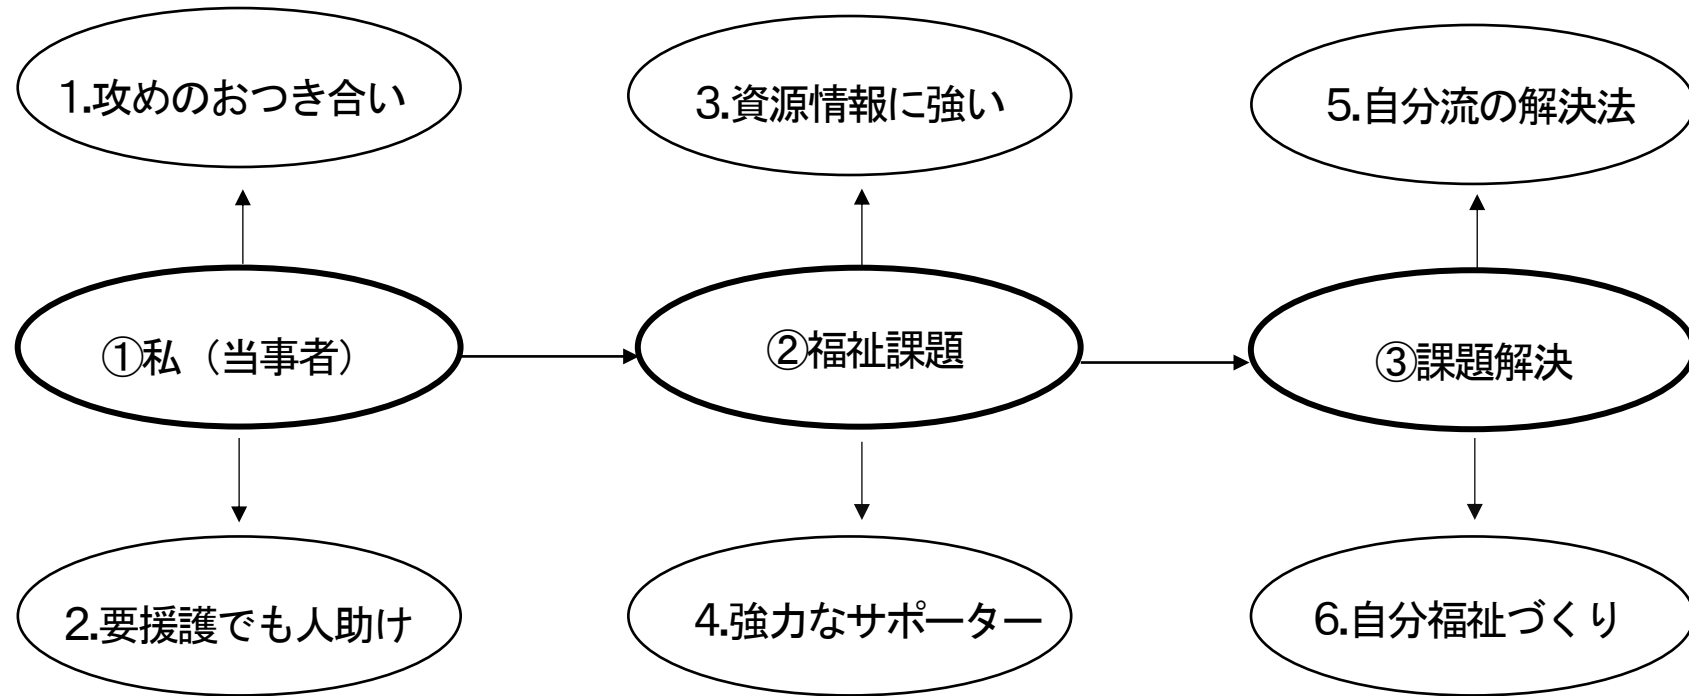 1.攻めのおつき合い
3.資源情報に強い
5.自分流の解決法
①私（当事者）
②福祉課題
③課題解決
2.要援護でも人助け
4.強力なサポーター
6.自分福祉づくり